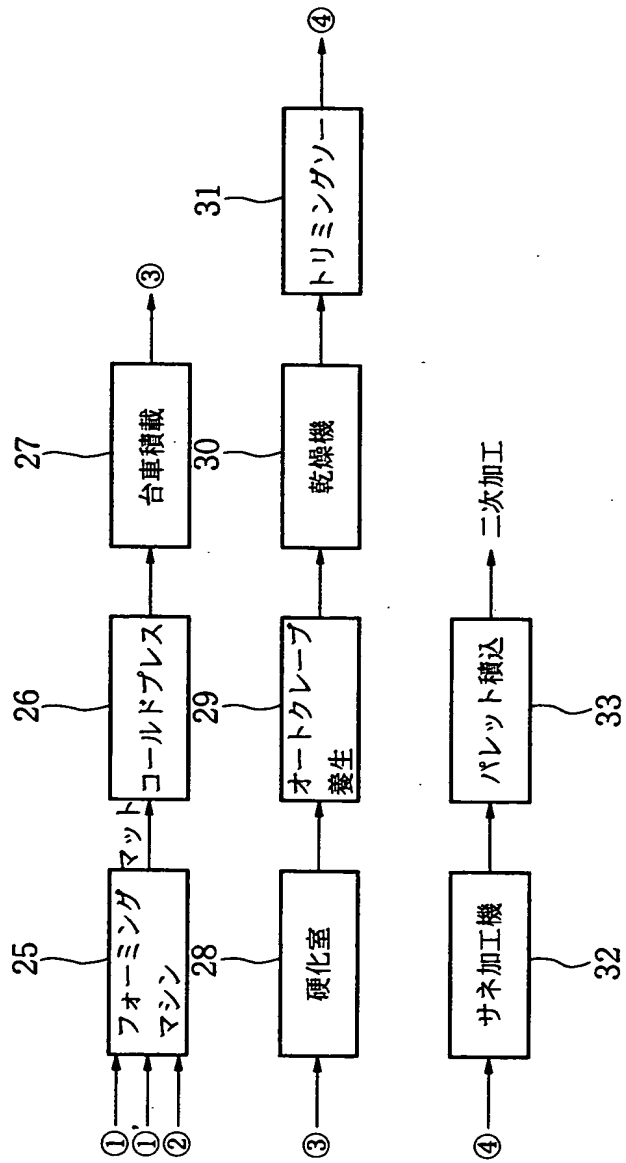 ①
①'
②
25
フォーミング
マシン
マット
26
コールドプレス
27
台車積載
③
③
28
硬化室
29
オートクレーブ
養生
30
乾燥機
31
トリミングソー
④
④
32
サネ加工機
33
パレット積込
二次加工